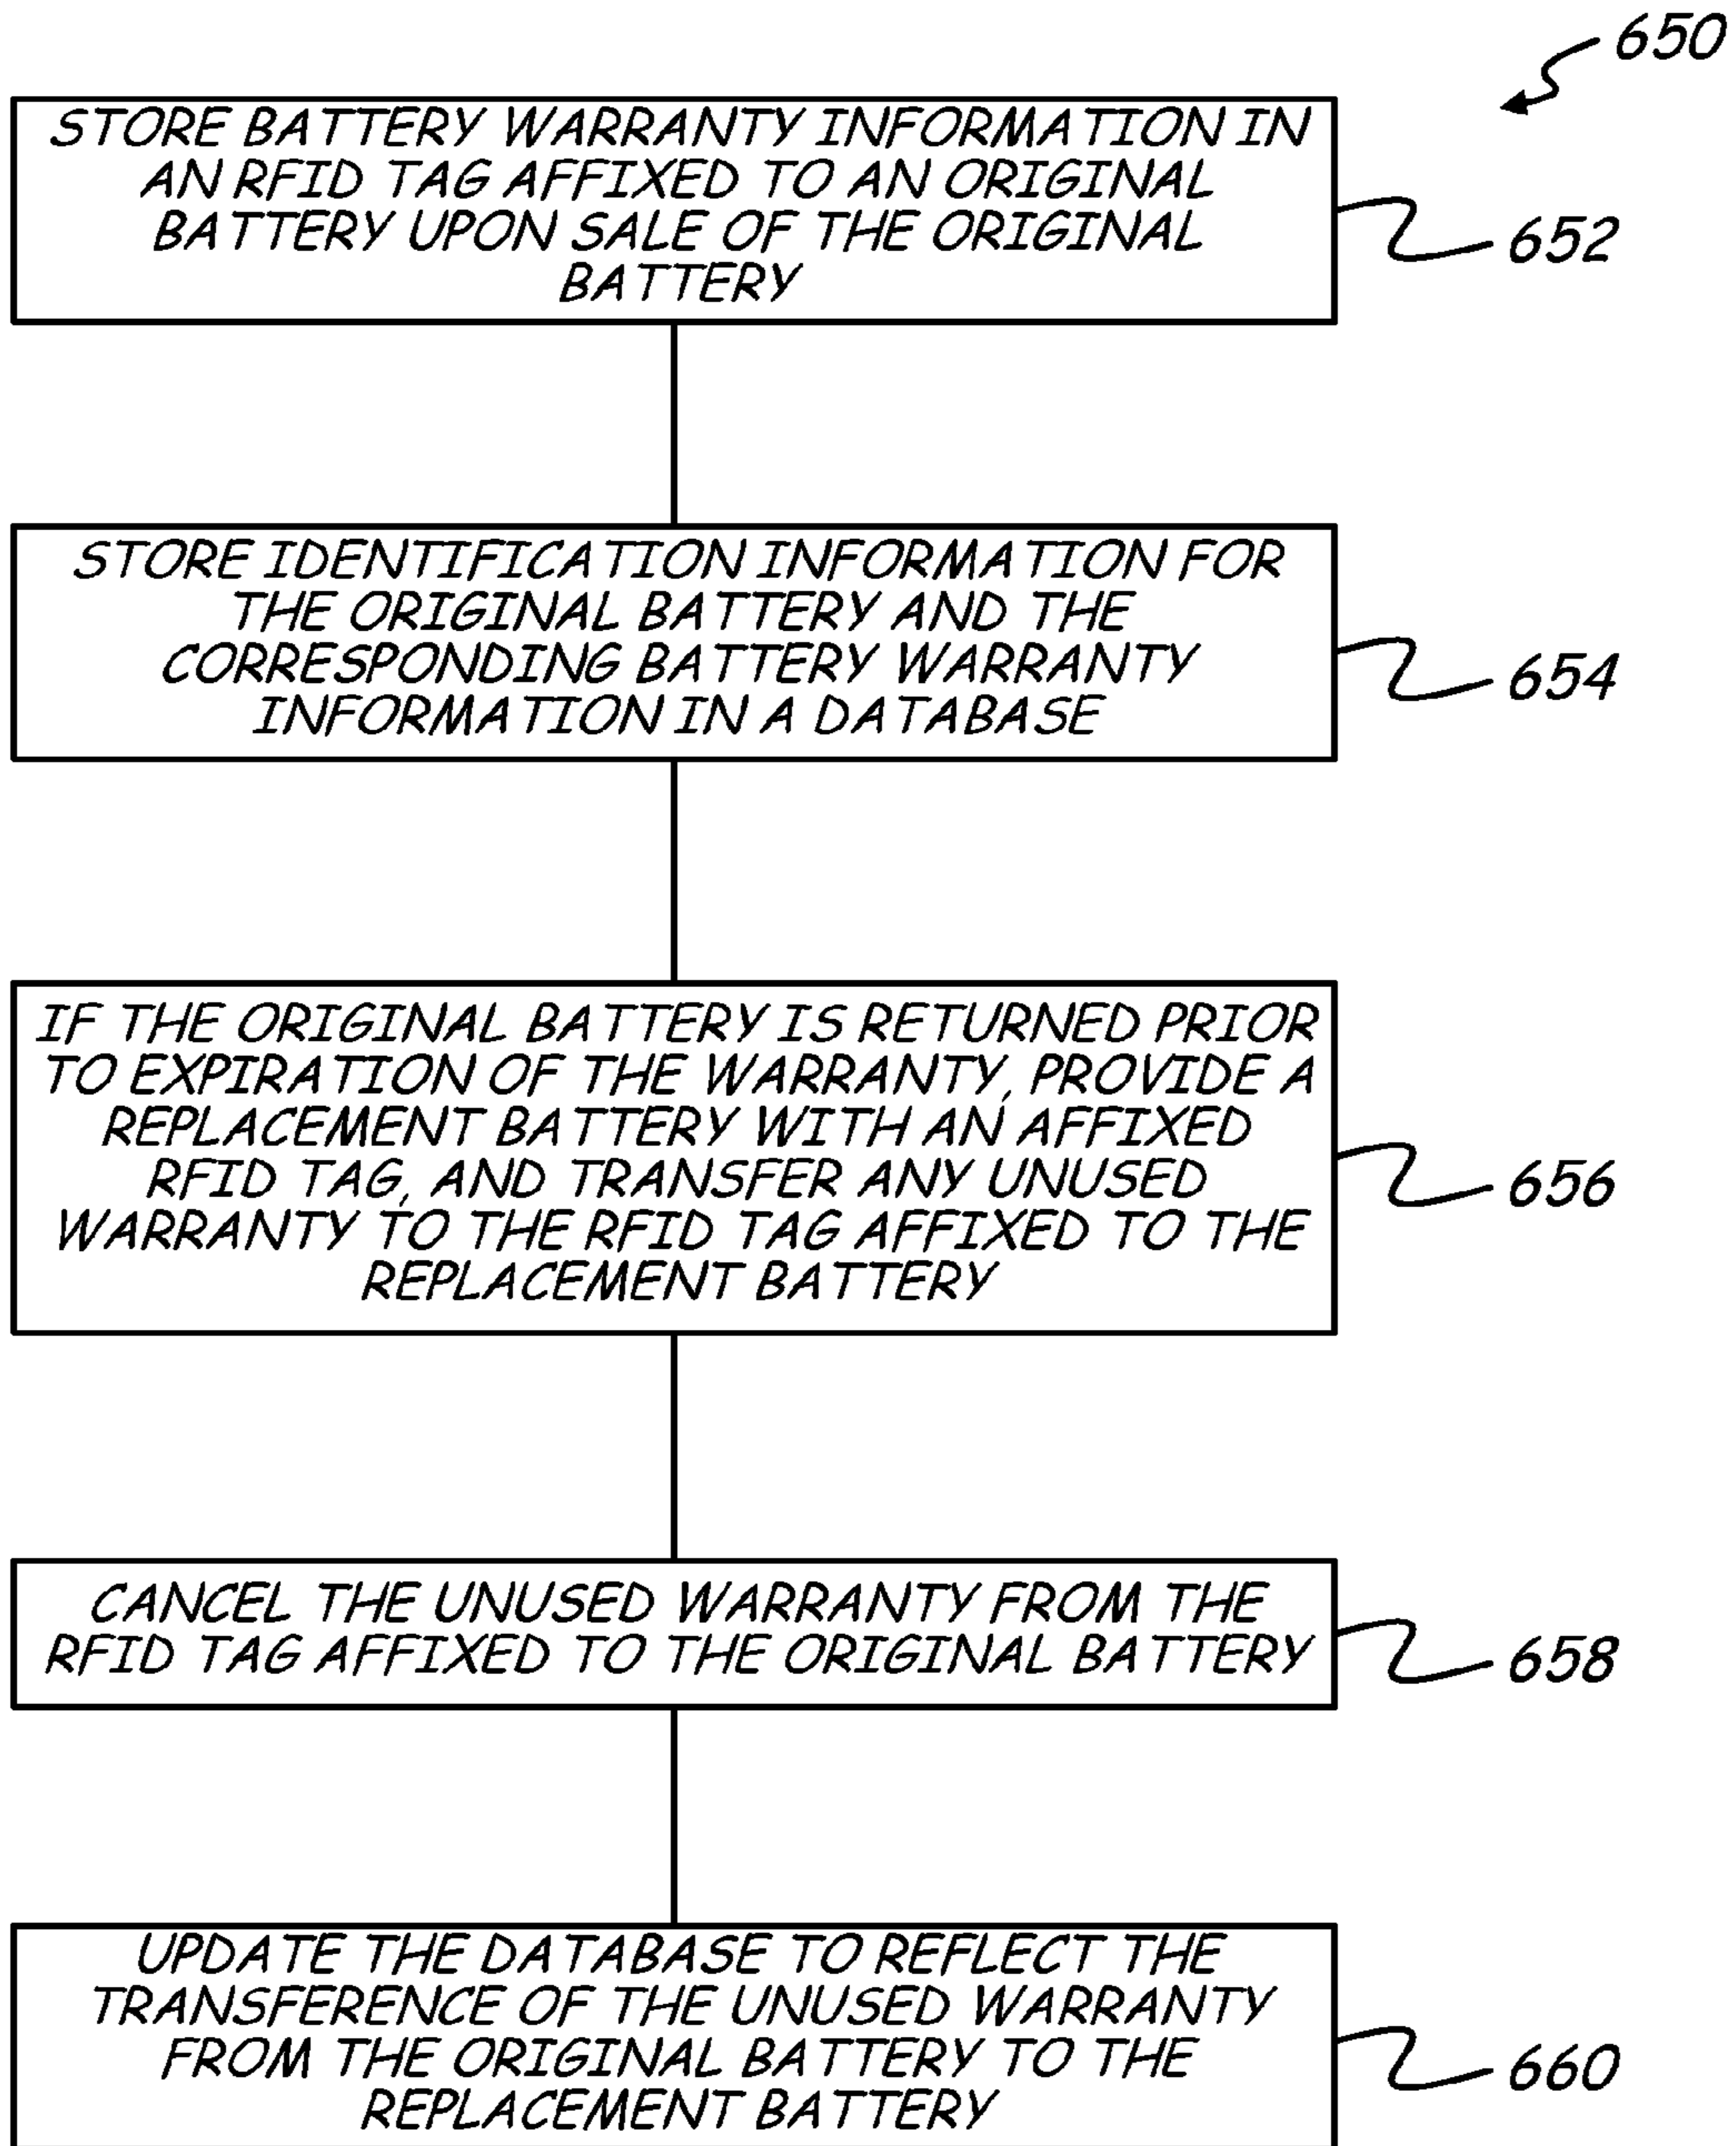 650
STORE BATTERY WARRANTY INFORMATION IN
AN RFID TAG AFFIXED TO AN ORIGINAL
BATTERY UPON SALE OF THE ORIGINAL
BATTERY
652
STORE IDENTIFICATION INFORMATION FOR
THE ORIGINAL BATTERY AND THE
CORRESPONDING BATTERY WARRANTY
INFORMATION IN A DATABASE
654
IF THE ORIGINAL BATTERY IS RETURNED PRIOR
TO EXPIRATION OF THE WARRANTY, PROVIDE A
REPLACEMENT BATTERY WITH AN AFFIXED
RFID TAG, AND TRANSFER ANY UNUSED
WARRANTY TO THE RFID TAG AFFIXED TO THE
REPLACEMENT BATTERY
656
CANCEL THE UNUSED WARRANTY FROM THE
RFID TAG AFFIXED TO THE ORIGINAL BATTERY
658
UPDATE THE DATABASE TO REFLECT THE
TRANSFERENCE OF THE UNUSED WARRANTY
FROM THE ORIGINAL BATTERY TO THE
REPLACEMENT BATTERY
660